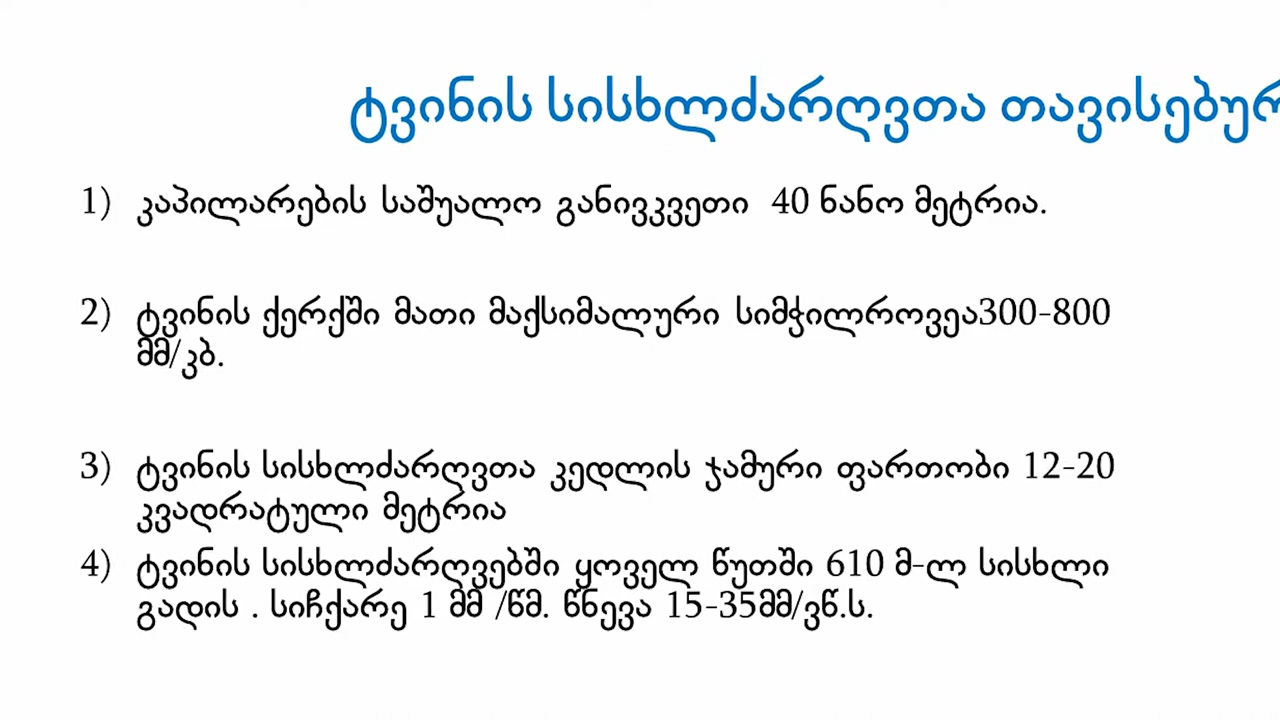 ტვინის სისხლძარღვთა თავისებურ
1) კაპილარების საშუალო განივკვეთი 40 ნანო მეტრია.
2) ტვინის ქერქში მათი მაქსიმალური სიმჭილროვეა300-800
მმ/კბ.
3) ტვინის სისხლძარღვთა კედლის ჯამური ფართობი 12-20
კვადრატული მეტრია
4) ტვინის სისხლძარღვებში ყოველ წუთში 610 მ-ლ სისხლი
გადის . სიჩქარე 1 მმ /წმ. წნევა 15-35მმ/ვწ.ს.